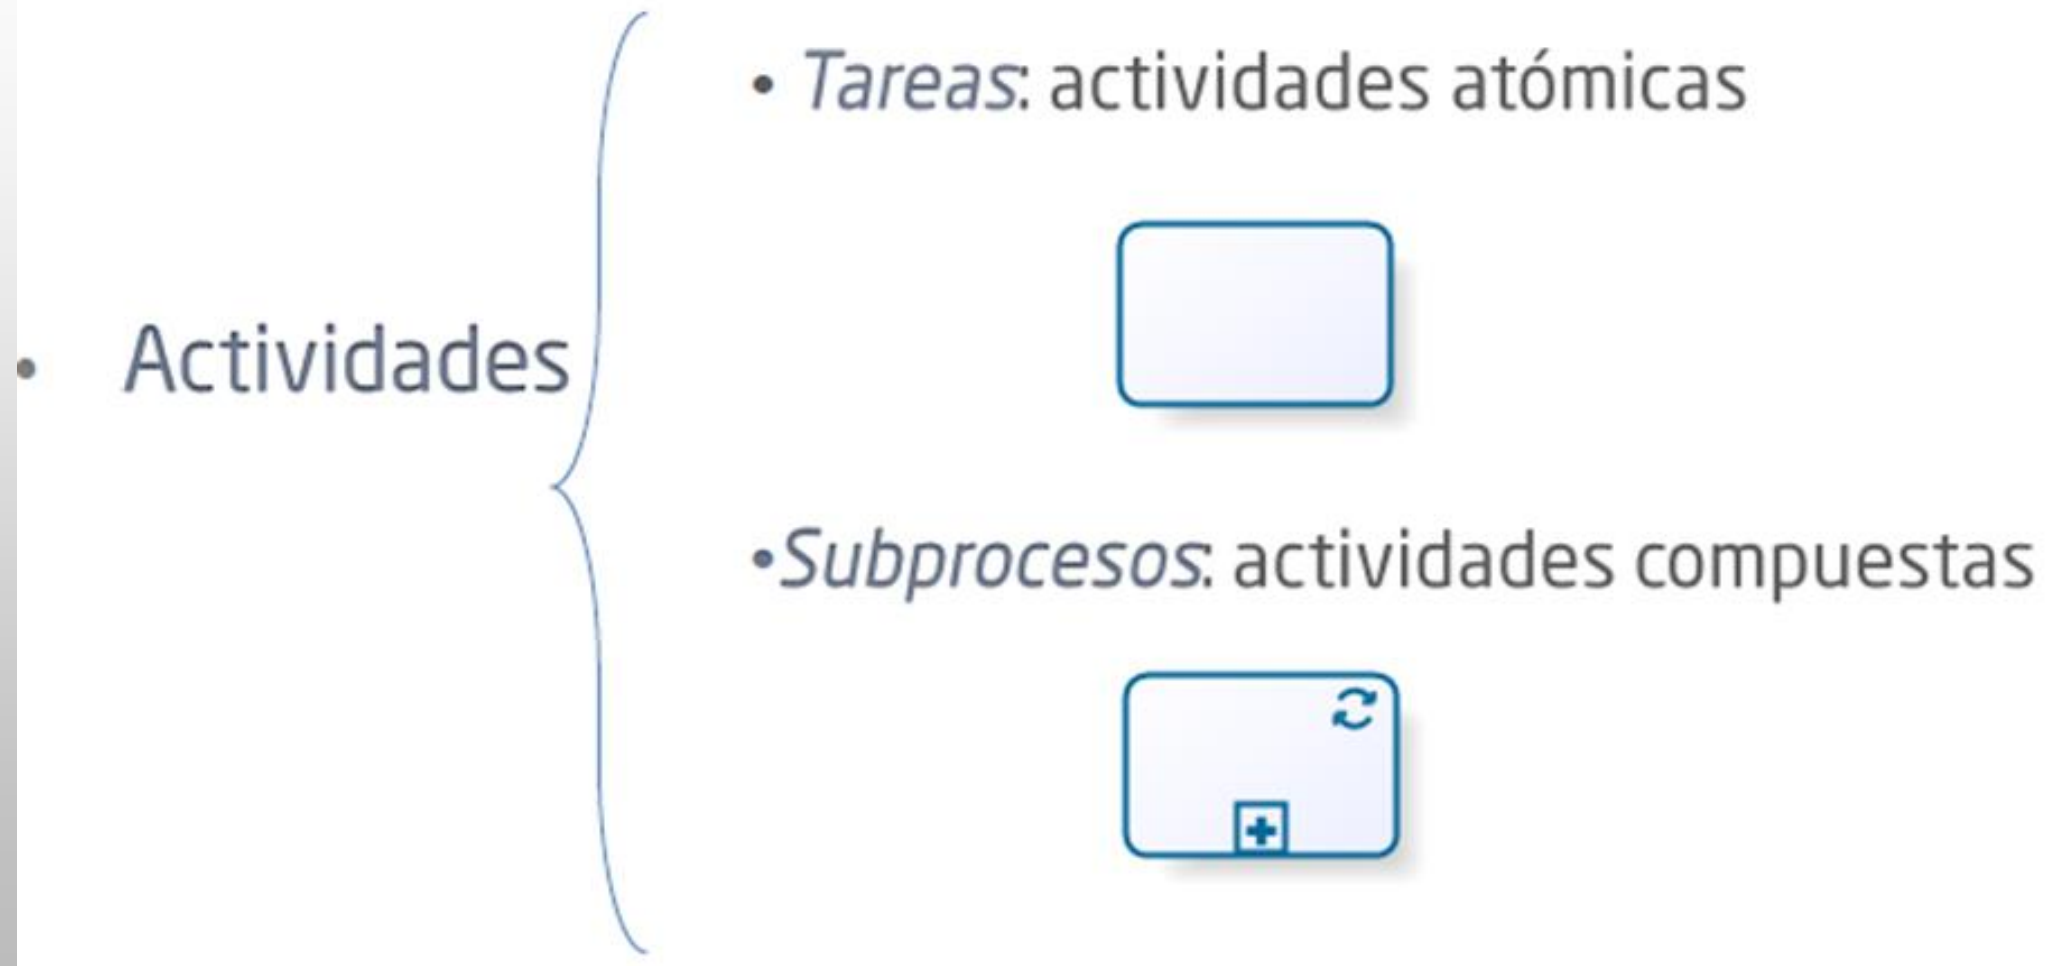 • Tareas: actividades atómicas
• Actividades
•Subprocesos: actividades compuestas